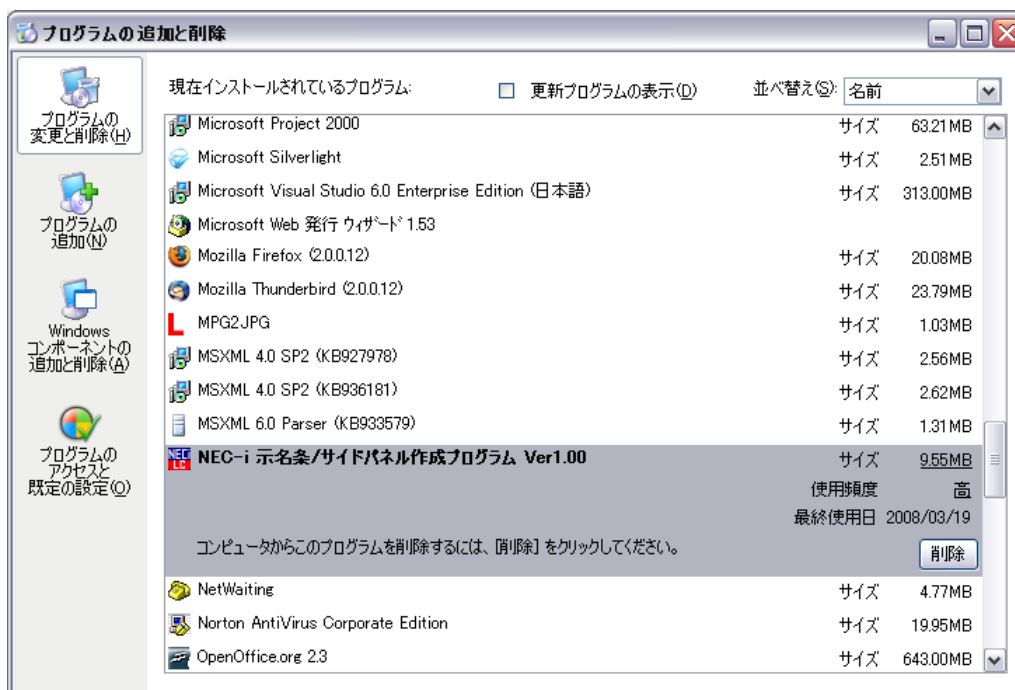 プログラムの追加と削除
現在インストールされているプログラム:
更新プログラムの表示(D)
並べ替え(S):
名前
プログラムの
変更と削除(H)
プログラムの
追加(N)
Windows
コンポーネントの
追加と削除(A)
プログラムの
アクセスと
既定の設定(O)
Microsoft Project 2000 サイズ 63.21MB
Microsoft Silverlight サイズ 2.51MB
Microsoft Visual Studio 6.0 Enterprise Edition (日本語) サイズ 313.00MB
Microsoft Web 発行 ウィザード 1.53
Mozilla Firefox (2.0.0.12) サイズ 20.08MB
Mozilla Thunderbird (2.0.0.12) サイズ 23.79MB
L MPG2JPG サイズ 1.03MB
MSXML 4.0 SP2 (KB927978) サイズ 2.56MB
MSXML 4.0 SP2 (KB936181) サイズ 2.62MB
MSXML 6.0 Parser (KB933579) サイズ 1.31MB
NEC LC NEC-i 示名条/サイドパネル作成プログラム Ver1.00 サイズ 9.55MB
使用頻度 高
最終使用日 2008/03/19
コンピュータからこのプログラムを削除するには、[削除] をクリックしてください。
削除
NetWaiting サイズ 4.77MB
Norton AntiVirus Corporate Edition サイズ 19.95MB
OpenOffice.org 2.3 サイズ 643.00MB